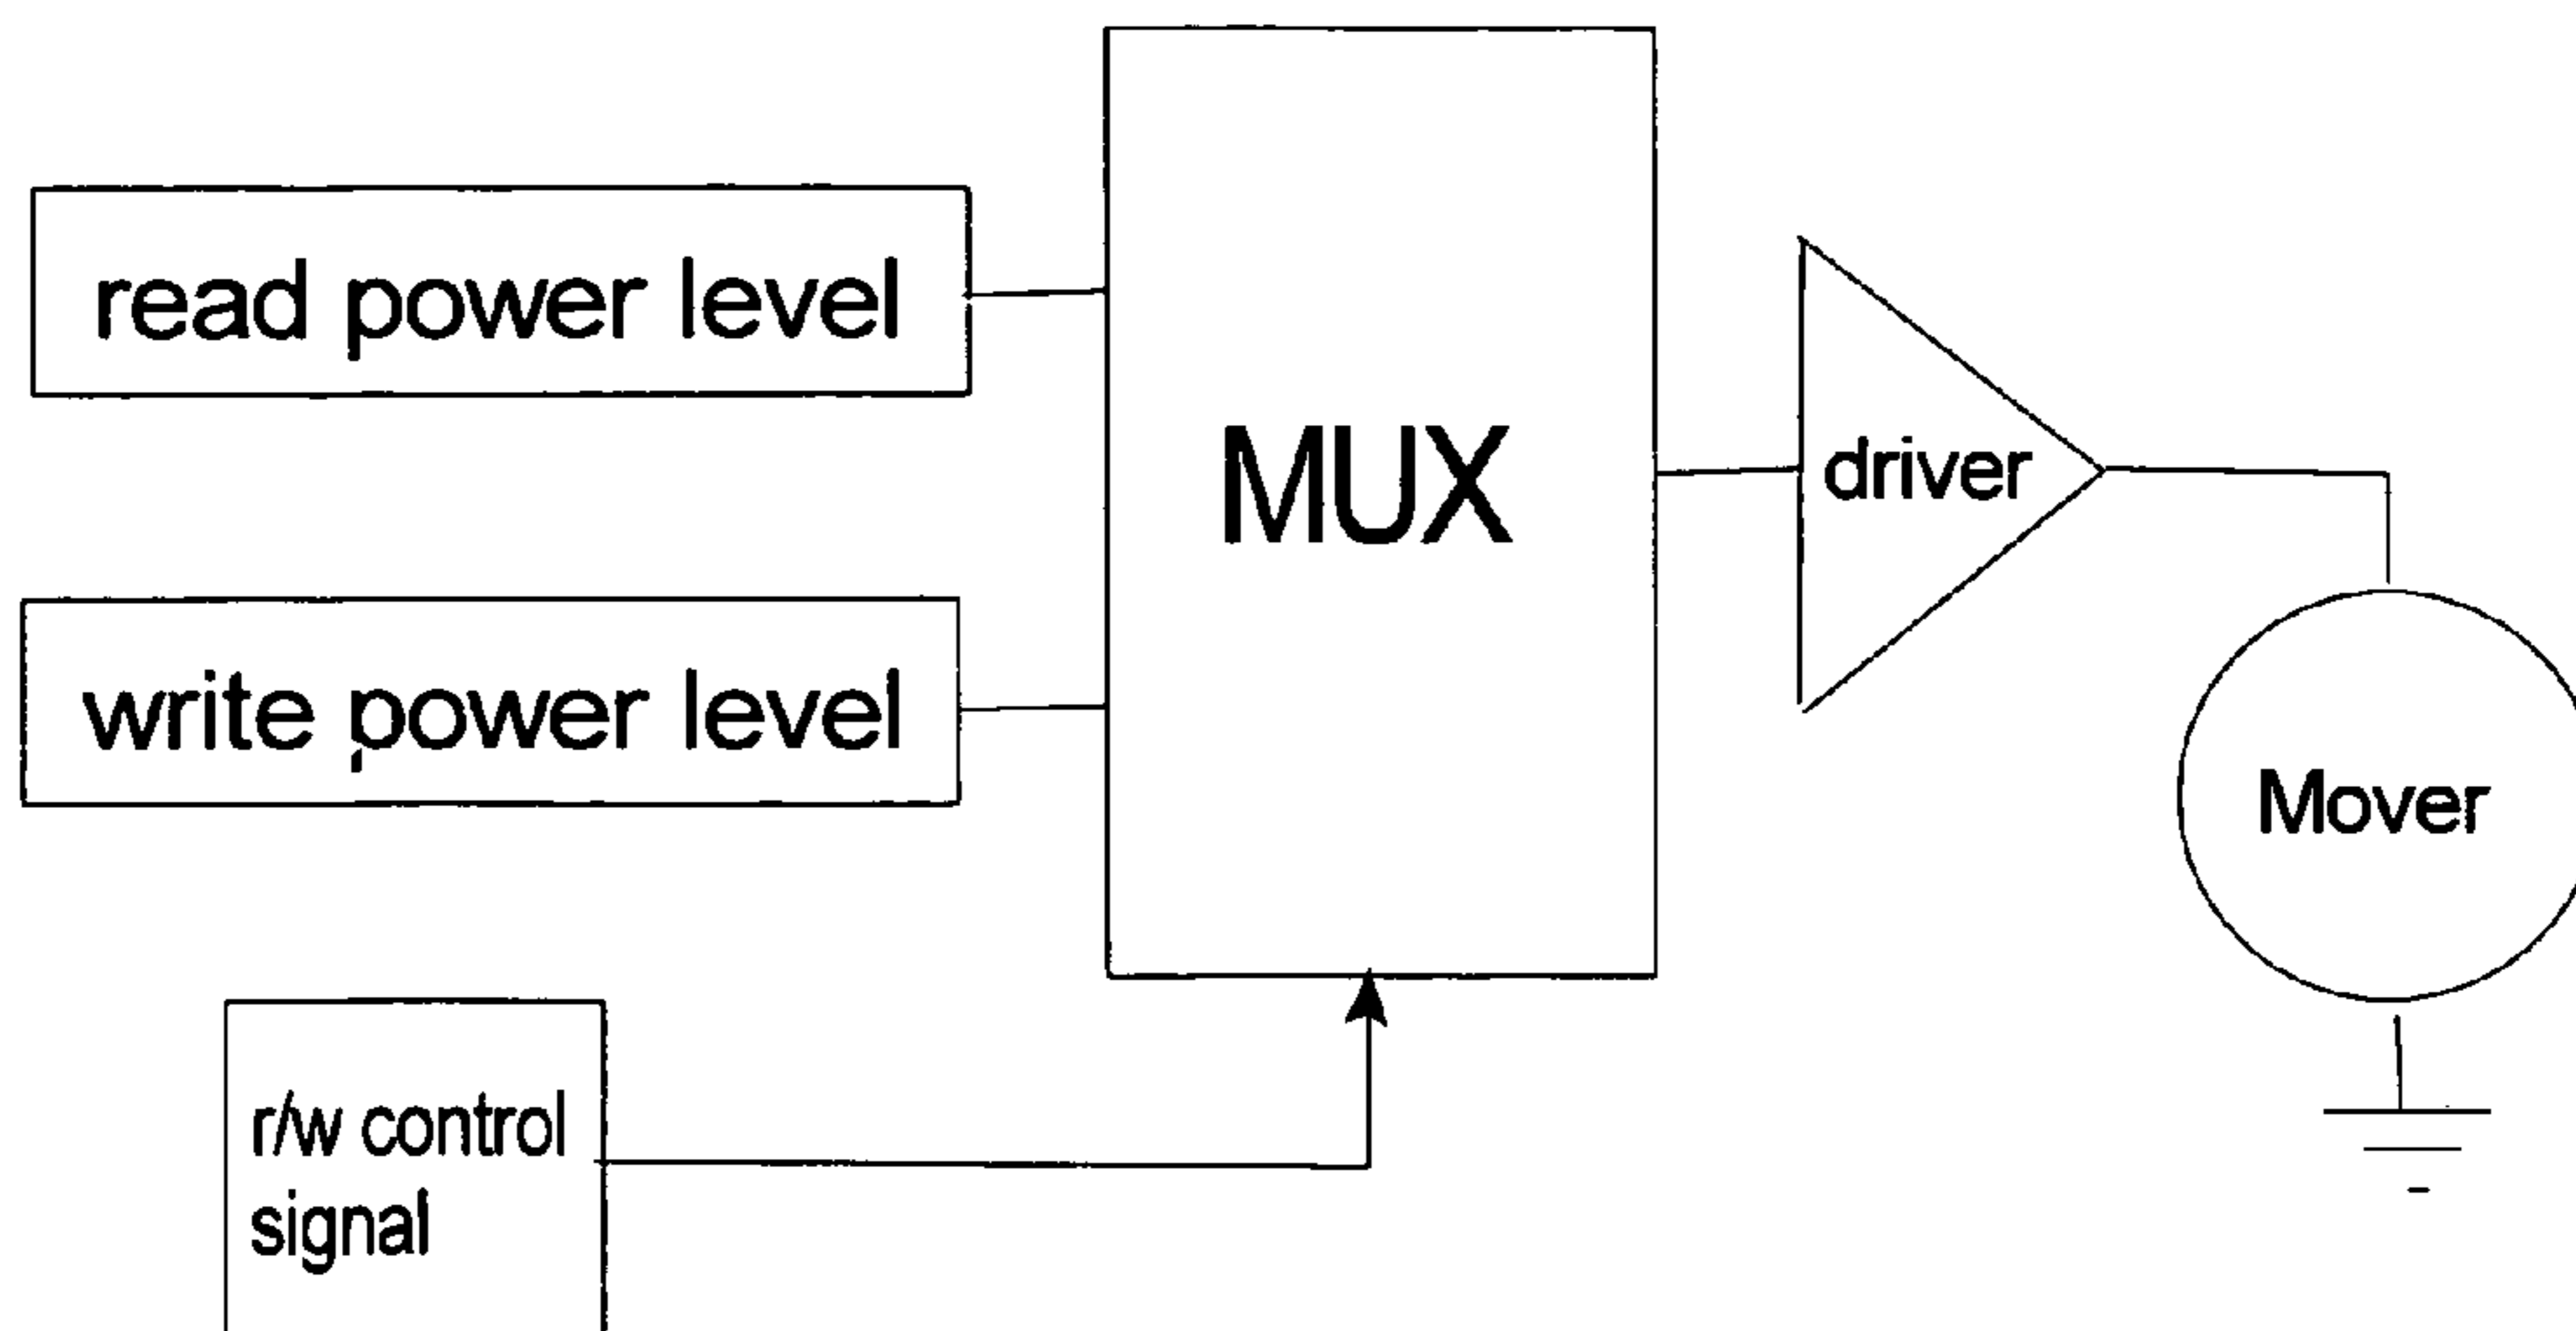 read power level
MUX
driver
write power level
Mover
r/w control
signal